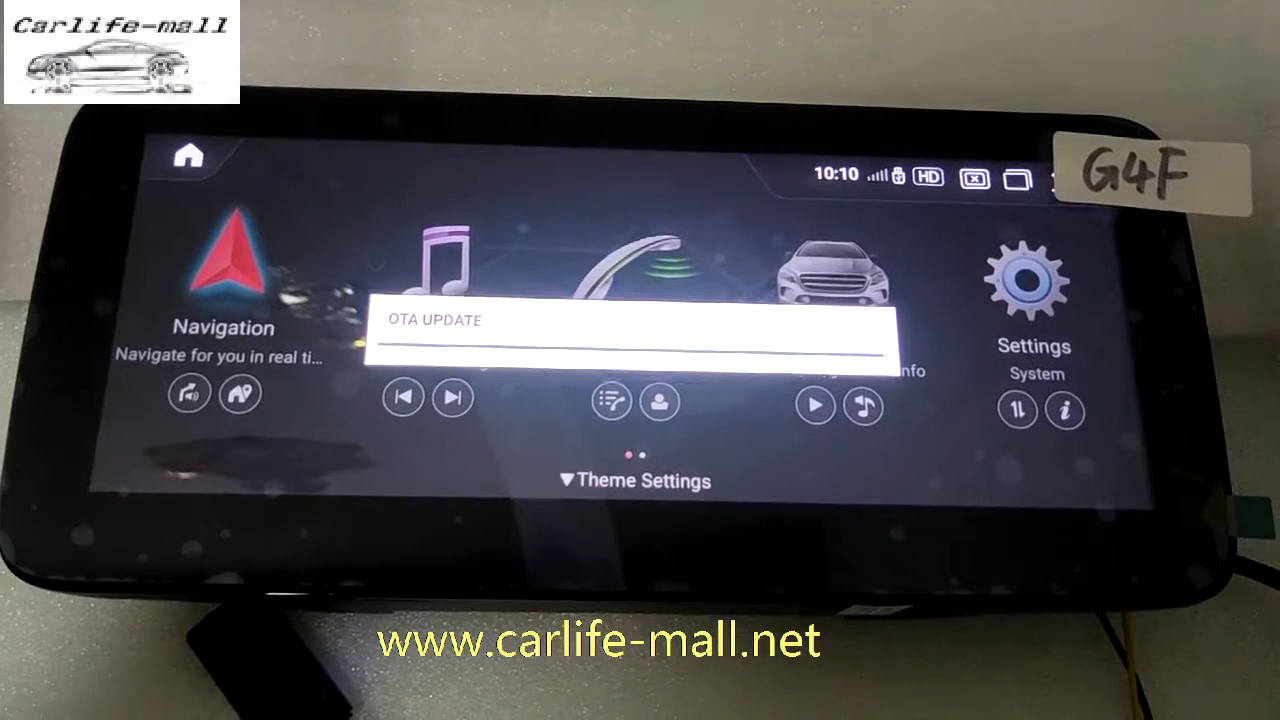 Carlife-mall
G4F
10:10
HD
OTA UPDATE
Navigation
Navigate for you in real ti...
Settings
System
Theme Settings
www.carlife-mall.net